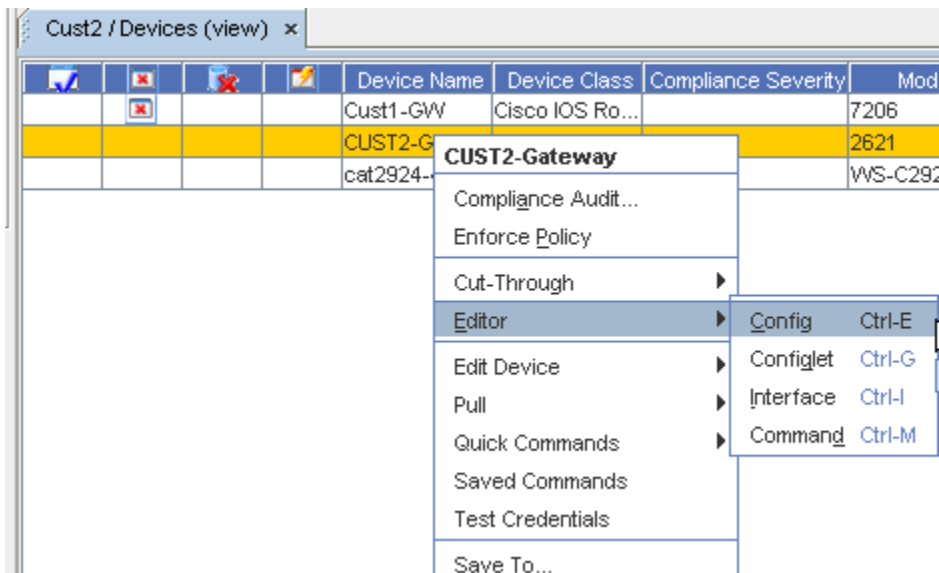 Cust2 / Devices (view) ×
Device Name Device Class Compliance Severity Mod
Cust1-GW Cisco IOS Ro... 7206
CUST2-G 2621
cat2924- WS-C292
CUST2-Gateway
Compliance Audit...
Enforce Policy
Cut-Through
Editor
Edit Device
Pull
Quick Commands
Saved Commands
Test Credentials
Save To...
Config Ctrl-E
Configlet Ctrl-G
Interface Ctrl-I
Command Ctrl-M